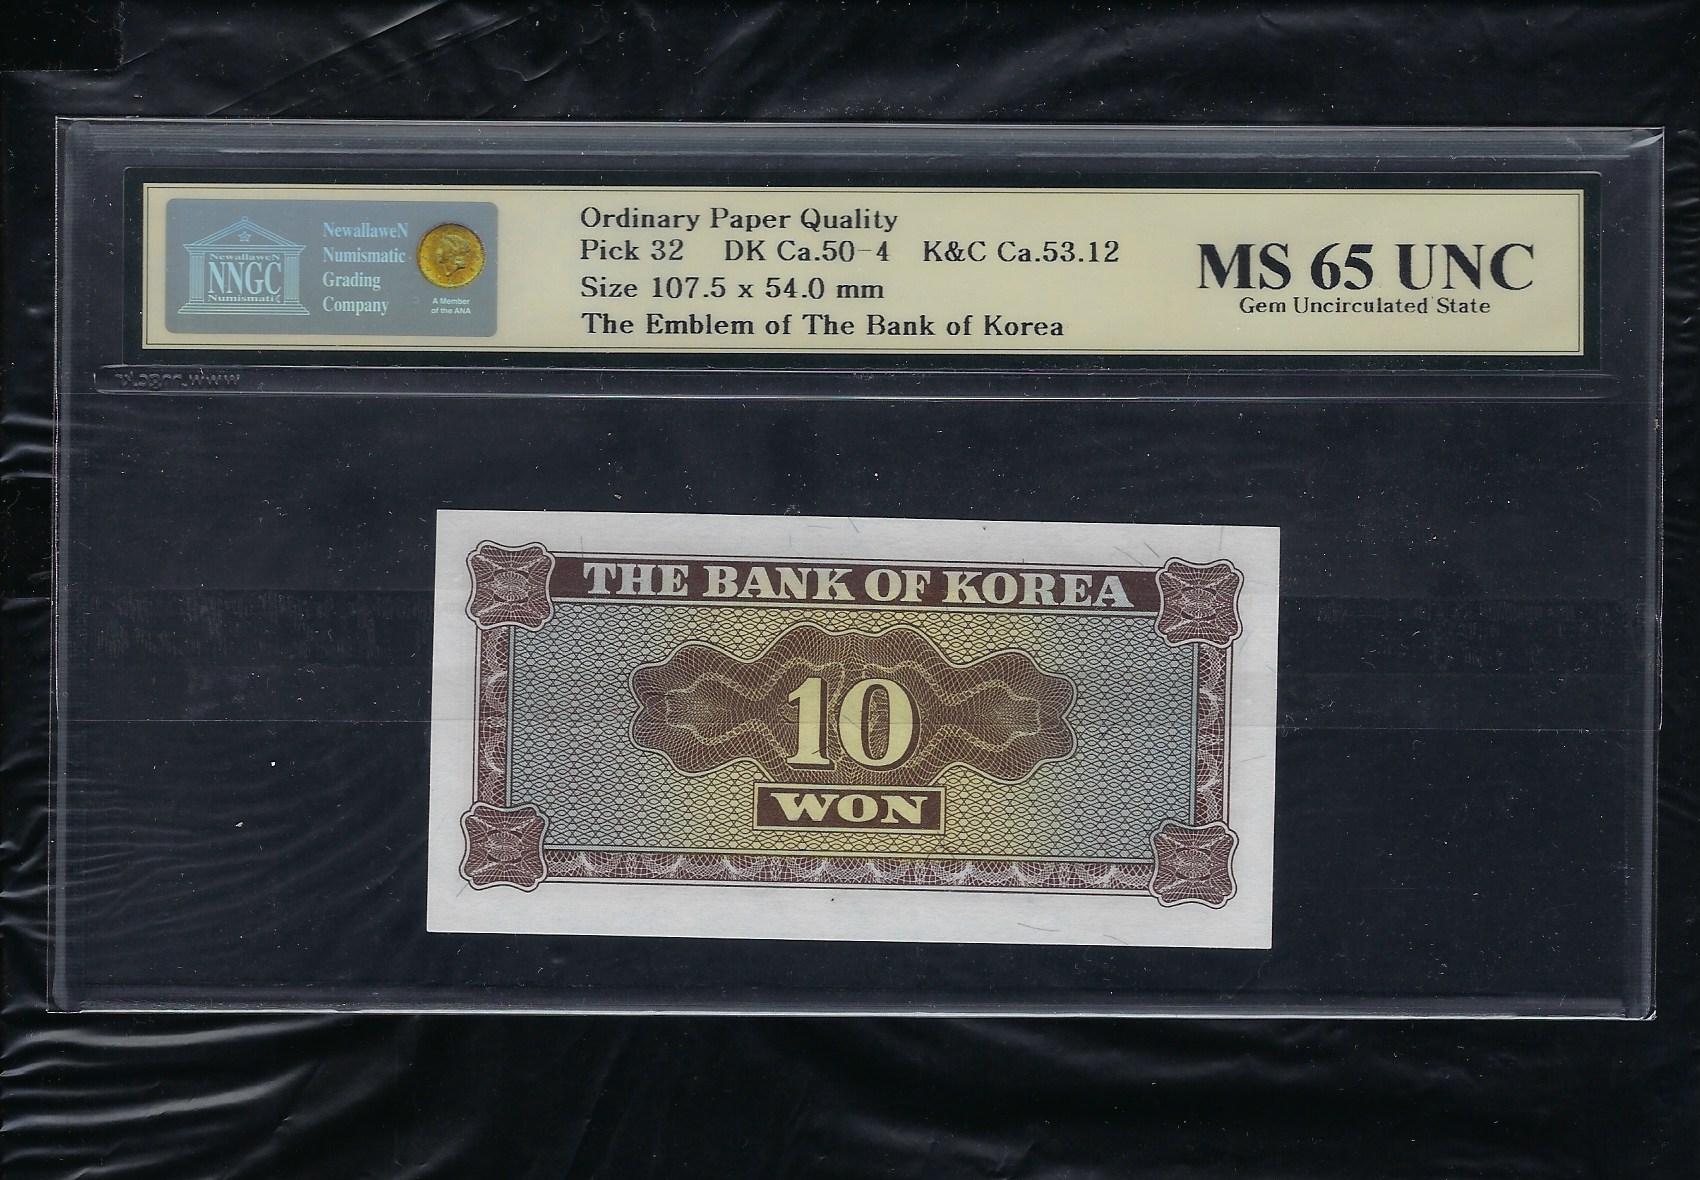 NewallaweN
Numismatic
Grading
Company
NewallaweN
NNGC
Numismatic
A Member
of the ANA
Ordinary Paper Quality
Pick 32 DK Ca.50-4 K&C Ca.53.12
Size 107.5 x 54.0 mm
The Emblem of The Bank of Korea
MS 65 UNC
Gem Uncirculated State
THE BANK OF KOREA
10
WON